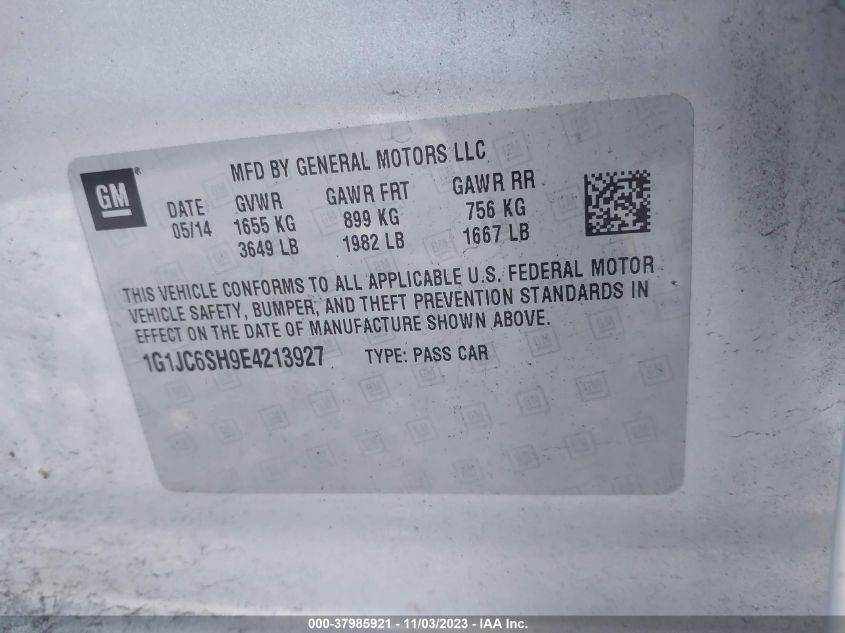 MFD BY GENERAL MOTORS LLC
GM ®
DATE GVWR GAWR FRT GAWR RR
05/14 1655 KG 899 KG 756 KG
3649 LB 1982 LB 1667 LB
THIS VEHICLE CONFORMS TO ALL APPLICABLE U.S. FEDERAL MOTOR
VEHICLE SAFETY, BUMPER, AND THEFT PREVENTION STANDARDS IN
EFFECT ON THE DATE OF MANUFACTURE SHOWN ABOVE.
1G1JC6SH9E4213927 TYPE: PASS CAR
000-37985921 - 11/03/2023 - IAA Inc.